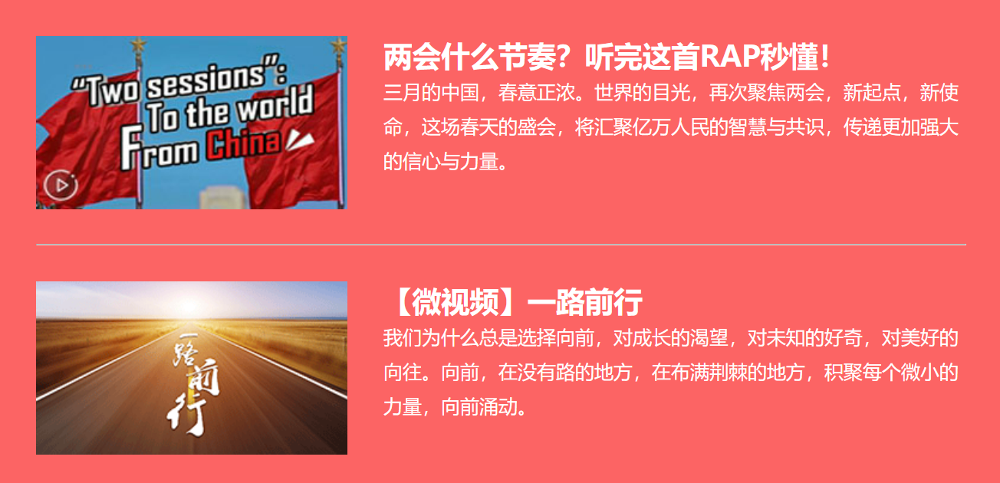 “Two sessions”:
To the world
From China
两会什么节奏？听完这首RAP秒懂！
三月的中国，春意正浓。世界的目光，再次聚焦两会，新起点，新使
命，这场春天的盛会，将汇聚亿万人民的智慧与共识，传递更加强大
的信心与力量。
一路前行
【微视频】一路前行
我们为什么总是选择向前，对成长的渴望，对未知的好奇，对美好的
向往。向前，在没有路的地方，在布满荆棘的地方，积聚每个微小的
力量，向前涌动。